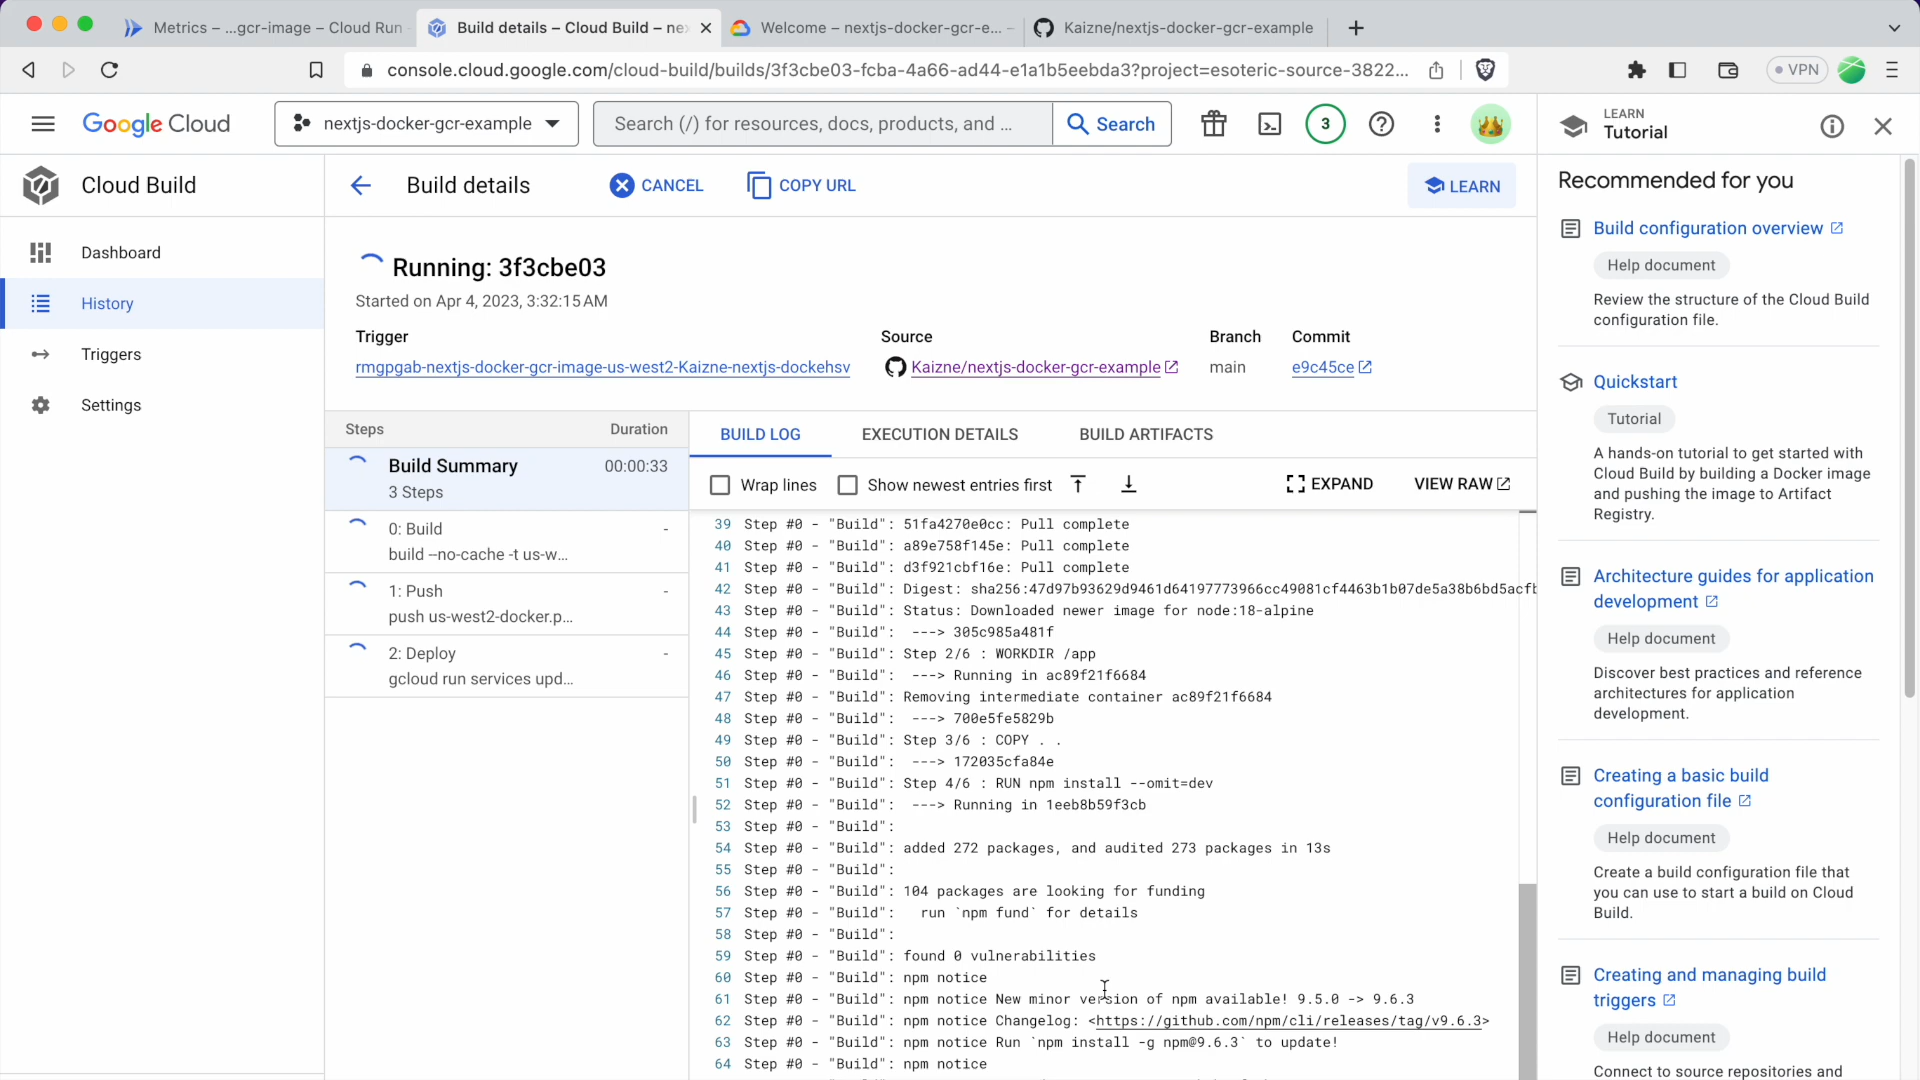 Metrics – ...gcr-image – Cloud Run
Build details – Cloud Build – nex
Welcome – nextjs-docker-gcr-e... –
Kaizne/nextjs-docker-gcr-example
console.cloud.google.com/cloud-build/builds/3f3cbe03-fcba-4a66-ad44-e1a1b5eebda3?project=esoteric-source-3822...
VPN
Google Cloud
nextjs-docker-gcr-example
Search (/) for resources, docs, products, and ...
Search
3
LEARN
Tutorial
Cloud Build
Build details
CANCEL
COPY URL
LEARN
Dashboard
History
Triggers
Settings
Running: 3f3cbe03
Started on Apr 4, 2023, 3:32:15 AM
Trigger
rmgpgab-nextjs-docker-gcr-image-us-west2-Kaizne-nextjs-dockehsv
Source
Kaizne/nextjs-docker-gcr-example
Branch
main
Commit
e9c45ce
Steps Duration
Build Summary 00:00:33
3 Steps
0: Build -
build --no-cache -t us-w...
1: Push -
push us-west2-docker.p...
2: Deploy -
gcloud run services upd...
BUILD LOG
EXECUTION DETAILS
BUILD ARTIFACTS
Wrap lines
Show newest entries first
EXPAND
VIEW RAW
39 Step #0 - "Build": 51fa4270e0cc: Pull complete
40 Step #0 - "Build": a89e758f145e: Pull complete
41 Step #0 - "Build": d3f921cbf16e: Pull complete
42 Step #0 - "Build": Digest: sha256:47d97b93629d9461d64197773966cc49081cf4463b1b07de5a38b6bd5acfb
43 Step #0 - "Build": Status: Downloaded newer image for node:18-alpine
44 Step #0 - "Build":  ---> 305c985a481f
45 Step #0 - "Build": Step 2/6 : WORKDIR /app
46 Step #0 - "Build":  ---> Running in ac89f21f6684
47 Step #0 - "Build": Removing intermediate container ac89f21f6684
48 Step #0 - "Build":  ---> 700e5fe5829b
49 Step #0 - "Build": Step 3/6 : COPY . .
50 Step #0 - "Build":  ---> 172035cfa84e
51 Step #0 - "Build": Step 4/6 : RUN npm install --omit=dev
52 Step #0 - "Build":  ---> Running in 1eeb8b59f3cb
53 Step #0 - "Build":
54 Step #0 - "Build": added 272 packages, and audited 273 packages in 13s
55 Step #0 - "Build":
56 Step #0 - "Build": 104 packages are looking for funding
57 Step #0 - "Build":   run `npm fund` for details
58 Step #0 - "Build":
59 Step #0 - "Build": found 0 vulnerabilities
60 Step #0 - "Build": npm notice
61 Step #0 - "Build": npm notice New minor version of npm available! 9.5.0 -> 9.6.3
62 Step #0 - "Build": npm notice Changelog: <https://github.com/npm/cli/releases/tag/v9.6.3>
63 Step #0 - "Build": npm notice Run `npm install -g npm@9.6.3` to update!
64 Step #0 - "Build": npm notice
Recommended for you
Build configuration overview
Help document
Review the structure of the Cloud Build
configuration file.
Quickstart
Tutorial
A hands-on tutorial to get started with
Cloud Build by building a Docker image
and pushing the image to Artifact
Registry.
Architecture guides for application
development
Help document
Discover best practices and reference
architectures for application
development.
Creating a basic build
configuration file
Help document
Create a build configuration file that
you can use to start a build on Cloud
Build.
Creating and managing build
triggers
Help document
Connect to source repositories and